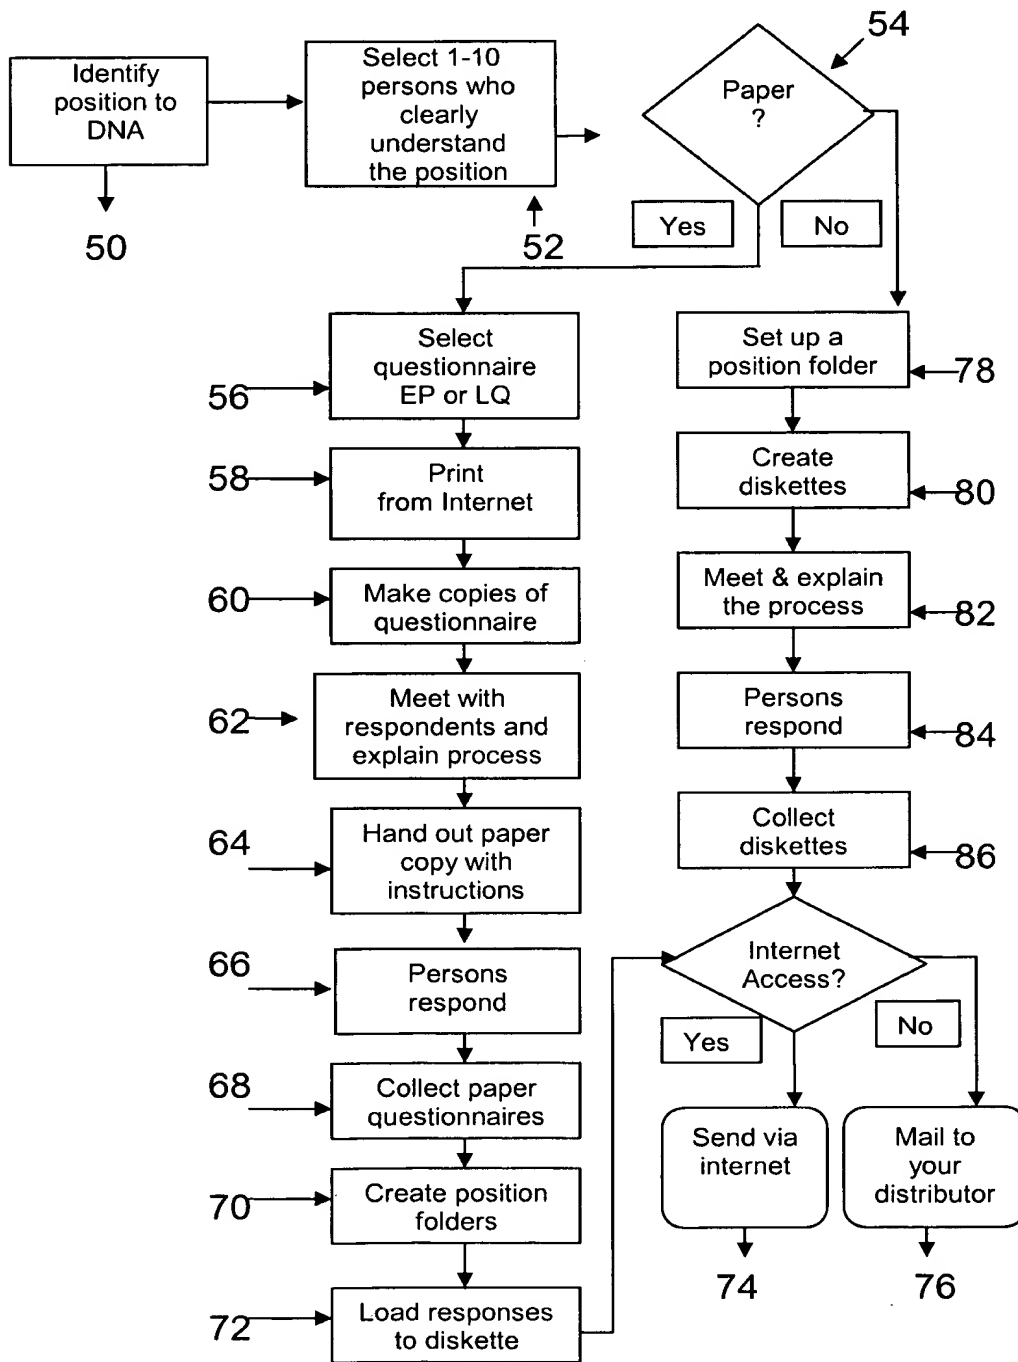 Identify
position to
DNA
50
Select 1-10
persons who
clearly
understand
the position
52
Paper
?
54
Yes
No
Select
questionnaire
EP or LQ
56
Print
from Internet
58
Make copies of
questionnaire
60
Meet with
respondents and
explain process
62
Hand out paper
copy with
instructions
64
Persons
respond
66
Collect paper
questionnaires
68
Create position
folders
70
Load responses
to diskette
72
Set up a
position folder
78
Create
diskettes
80
Meet & explain
the process
82
Persons
respond
84
Collect
diskettes
86
Internet
Access?
Yes
No
Send via
internet
74
Mail to
your
distributor
76